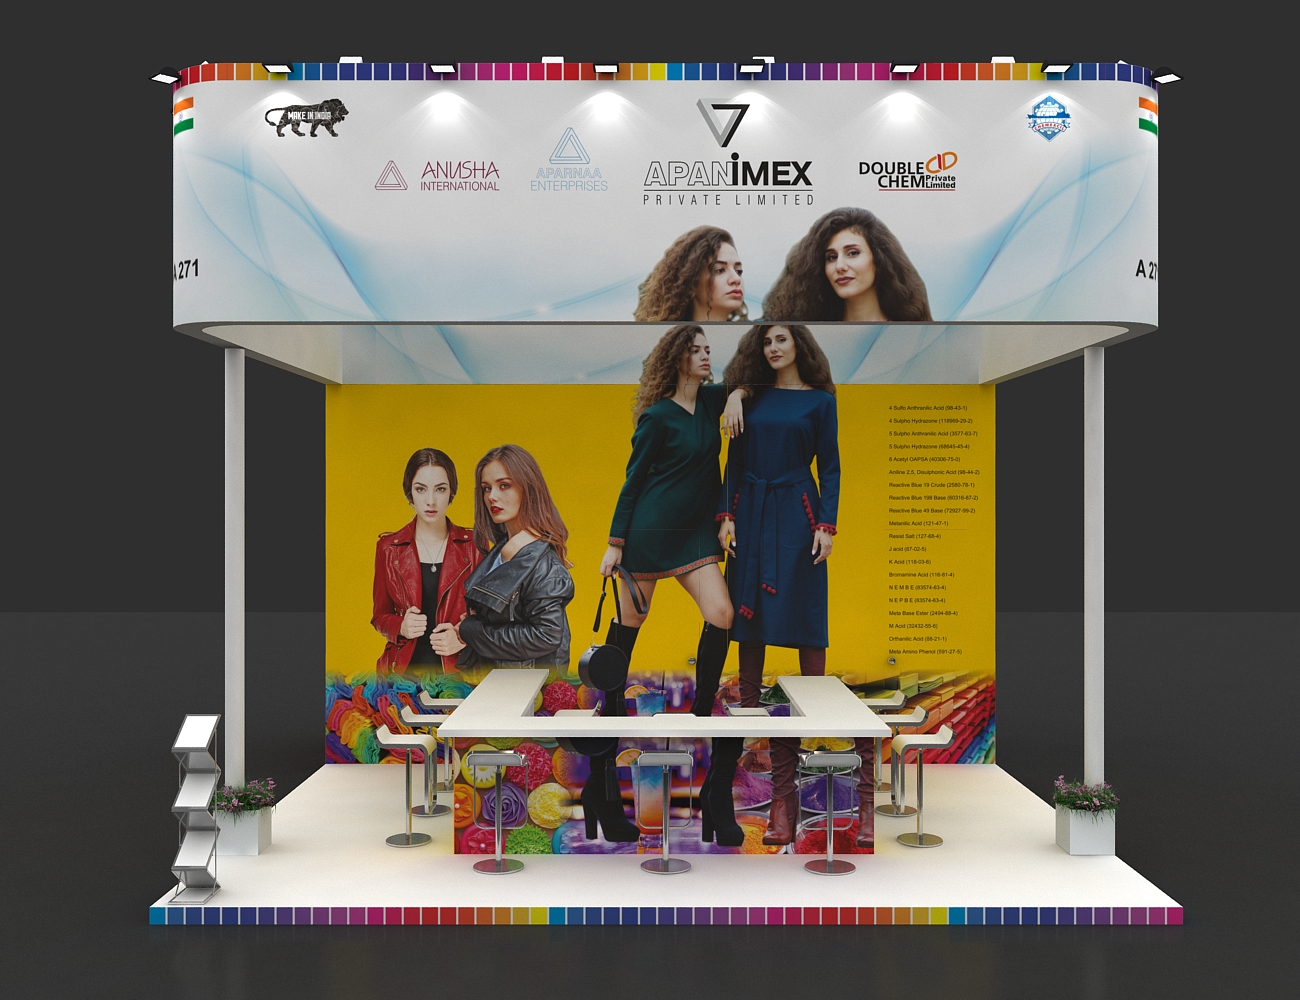 MAKE IN INDIA
ANUSHA
INTERNATIONAL
APARNAA
ENTERPRISES
APANiMEX
PRIVATE LIMITED
DOUBLE
CHEM Private
Limited
A 271
A 27
4 Sulfo Anthranilic Acid (98-43-1)
4 Sulpho Hydrazone (118969-29-2)
5 Sulpho Anthranilic Acid (3577-63-7)
5 Sulpho Hydrazone (68645-45-4)
6 Acetyl OAPSA (40306-75-0)
Aniline 2,5, Disulphonic Acid (98-44-2)
Reactive Blue 19 Crude (2580-78-1)
Reactive Blue 198 Base (60316-87-2)
Reactive Blue 49 Base (72927-99-2)
Metanilic Acid (121-47-1)
Resist Salt (127-68-4)
J acid (87-02-5)
K Acid (118-03-6)
Bromamine Acid (116-81-4)
N E M B E (63574-63-4)
N E P B E (63574-63-4)
Meta Base Ester (2494-88-4)
M Acid (32432-55-6)
Orthanilic Acid (88-21-1)
Meta Amino Phenol (591-27-5)